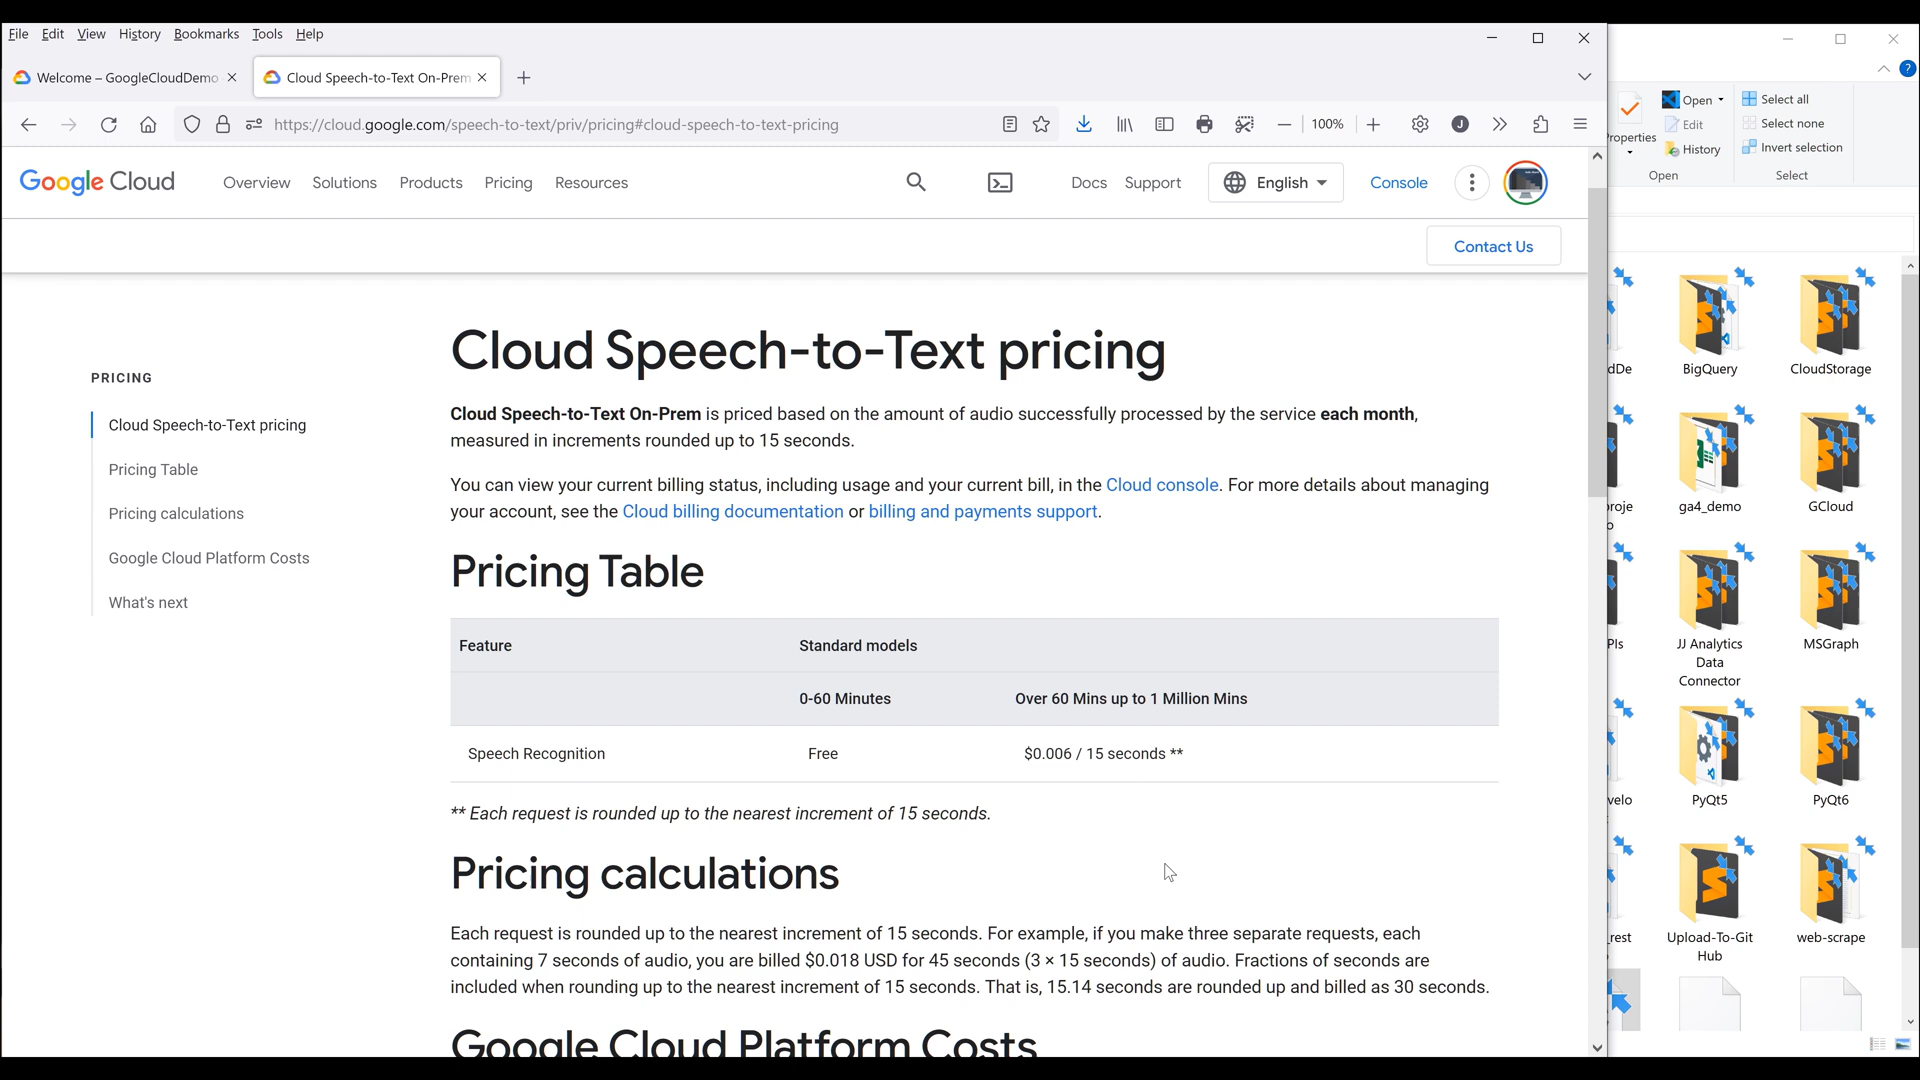 File Edit View History Bookmarks Tools Help
Welcome – GoogleCloudDemo
Cloud Speech-to-Text On-Prem
https://cloud.google.com/speech-to-text/priv/pricing#cloud-speech-to-text-pricing
100%
J
Google Cloud
Overview Solutions Products Pricing Resources
Docs Support English Console
Contact Us
PRICING
Cloud Speech-to-Text pricing
Pricing Table
Pricing calculations
Google Cloud Platform Costs
What's next
Cloud Speech-to-Text pricing
Cloud Speech-to-Text On-Prem is priced based on the amount of audio successfully processed by the service each month,
measured in increments rounded up to 15 seconds.
You can view your current billing status, including usage and your current bill, in the Cloud console. For more details about managing
your account, see the Cloud billing documentation or billing and payments support.
Pricing Table
Feature Standard models
0-60 Minutes Over 60 Mins up to 1 Million Mins
Speech Recognition Free $0.006 / 15 seconds **
** Each request is rounded up to the nearest increment of 15 seconds.
Pricing calculations
Each request is rounded up to the nearest increment of 15 seconds. For example, if you make three separate requests, each
containing 7 seconds of audio, you are billed $0.018 USD for 45 seconds (3 × 15 seconds) of audio. Fractions of seconds are
included when rounding up to the nearest increment of 15 seconds. That is, 15.14 seconds are rounded up and billed as 30 seconds.
Google Cloud Platform Costs
roperties
Open
Edit
History
Open
Select all
Select none
Invert selection
Select
dDe BigQuery CloudStorage
roje ga4_demo GCloud
o
PIs JJ Analytics MSGraph
Data
Connector
velo PyQt5 PyQt6
_rest Upload-To-Git web-scrape
Hub